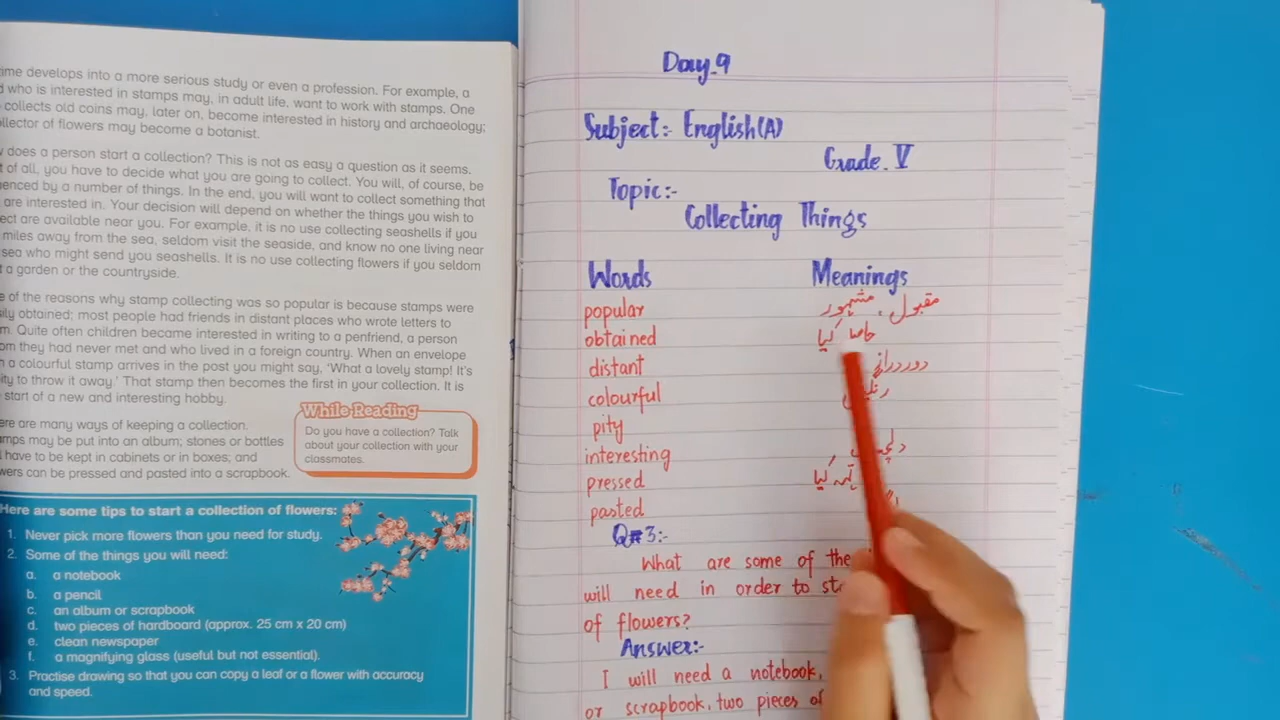 ime develops into a more serious study or even a profession. For example, a
who is interested in stamps may, in adult life, want to work with stamps. One
collects old coins may, later on, become interested in history and archaeology;
llector of flowers may become a botanist.
does a person start a collection? This is not as easy a question as it seems.
of all, you have to decide what you are going to collect. You will, of course, be
enced by a number of things. In the end, you will want to collect something that
are interested in. Your decision will depend on whether the things you wish to
ect are available near you. For example, it is no use collecting seashells if you
miles away from the sea, seldom visit the seaside, and know no one living near
sea who might send you seashells. It is no use collecting flowers if you seldom
t a garden or the countryside.
e of the reasons why stamp collecting was so popular is because stamps were
ily obtained; most people had friends in distant places who wrote letters to
m. Quite often children became interested in writing to a penfriend, a person
om they had never met and who lived in a foreign country. When an envelope
a colourful stamp arrives in the post you might say, 'What a lovely stamp! It's
ity to throw it away.' That stamp then becomes the first in your collection. It is
start of a new and interesting hobby.
ere are many ways of keeping a collection.
mps may be put into an album; stones or bottles
have to be kept in cabinets or in boxes; and
wers can be pressed and pasted into a scrapbook.
While Reading
Do you have a collection? Talk
about your collection with your
classmates.
Here are some tips to start a collection of flowers:
1. Never pick more flowers than you need for study.
2. Some of the things you will need:
a. a notebook
b. a pencil
c. an album or scrapbook
d. two pieces of hardboard (approx. 25 cm x 20 cm)
e. clean newspaper
f. a magnifying glass (useful but not essential).
3. Practise drawing so that you can copy a leaf or a flower with accuracy
and speed.
Day_9
Subject:- English(A)
Grade_V
Topic:-
Collecting Things
Words Meanings
popular مقبول، مشہور
obtained حاصل کیا
distant دور دراز
colourful
pity
interesting
pressed تہہ کیا
pasted
Q#3:-
What are some of the
will need in order to st
of flowers?
Answer:-
I will need a notebook,
or scrapbook, two pieces of